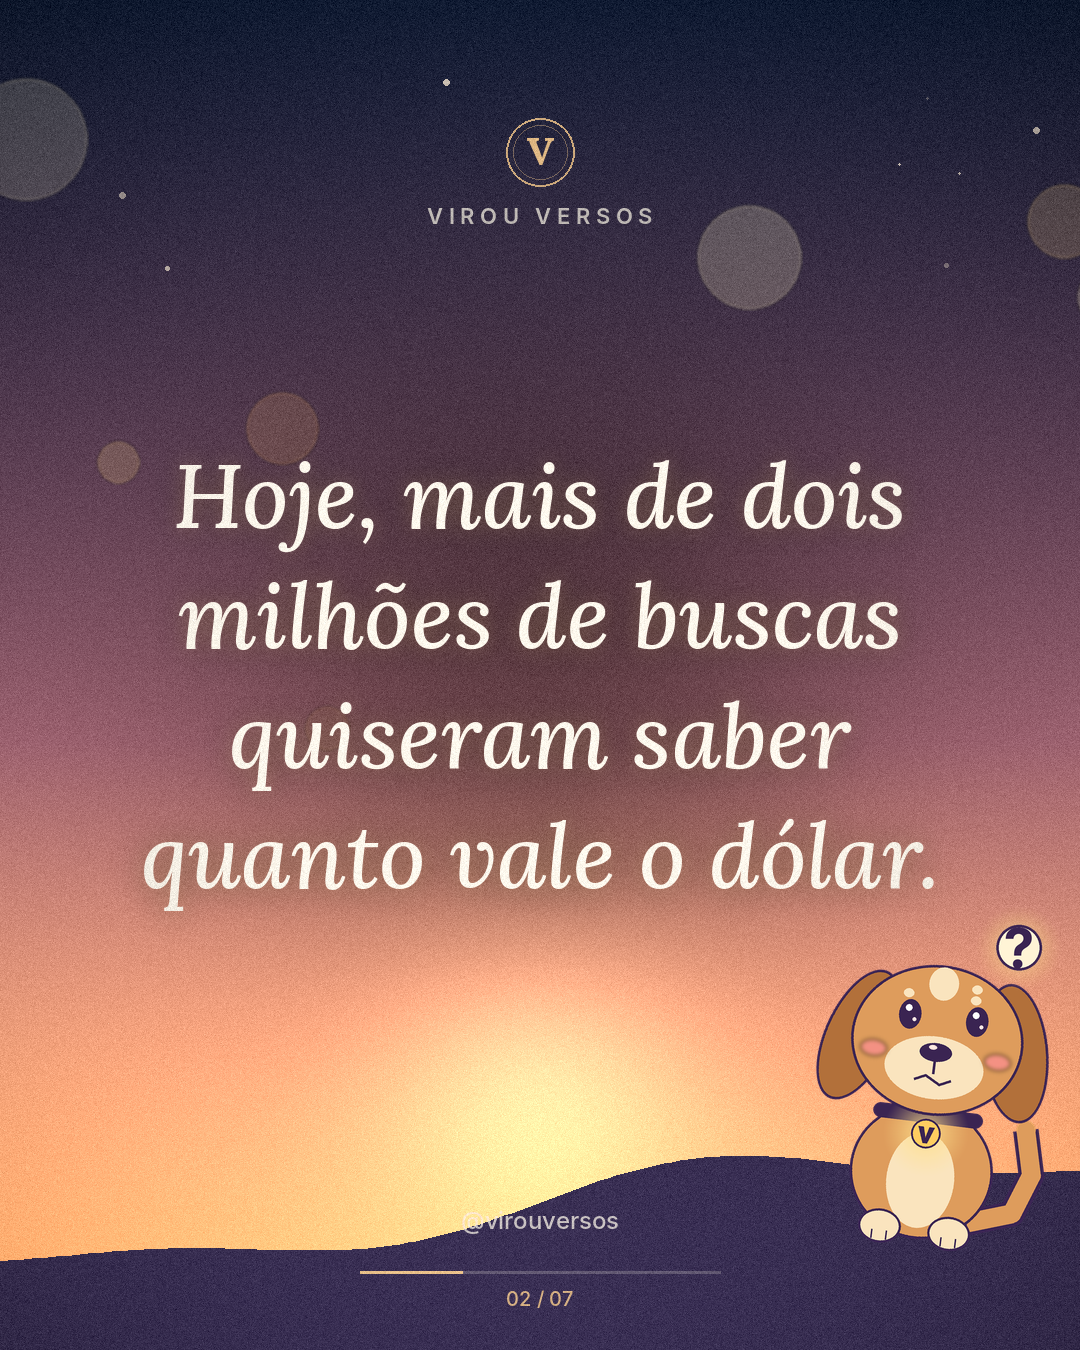 V
VIROU VERSOS
Hoje, mais de dois
milhões de buscas
quiseram saber
quanto vale o dólar.
?
V
@virouversos
02 / 07